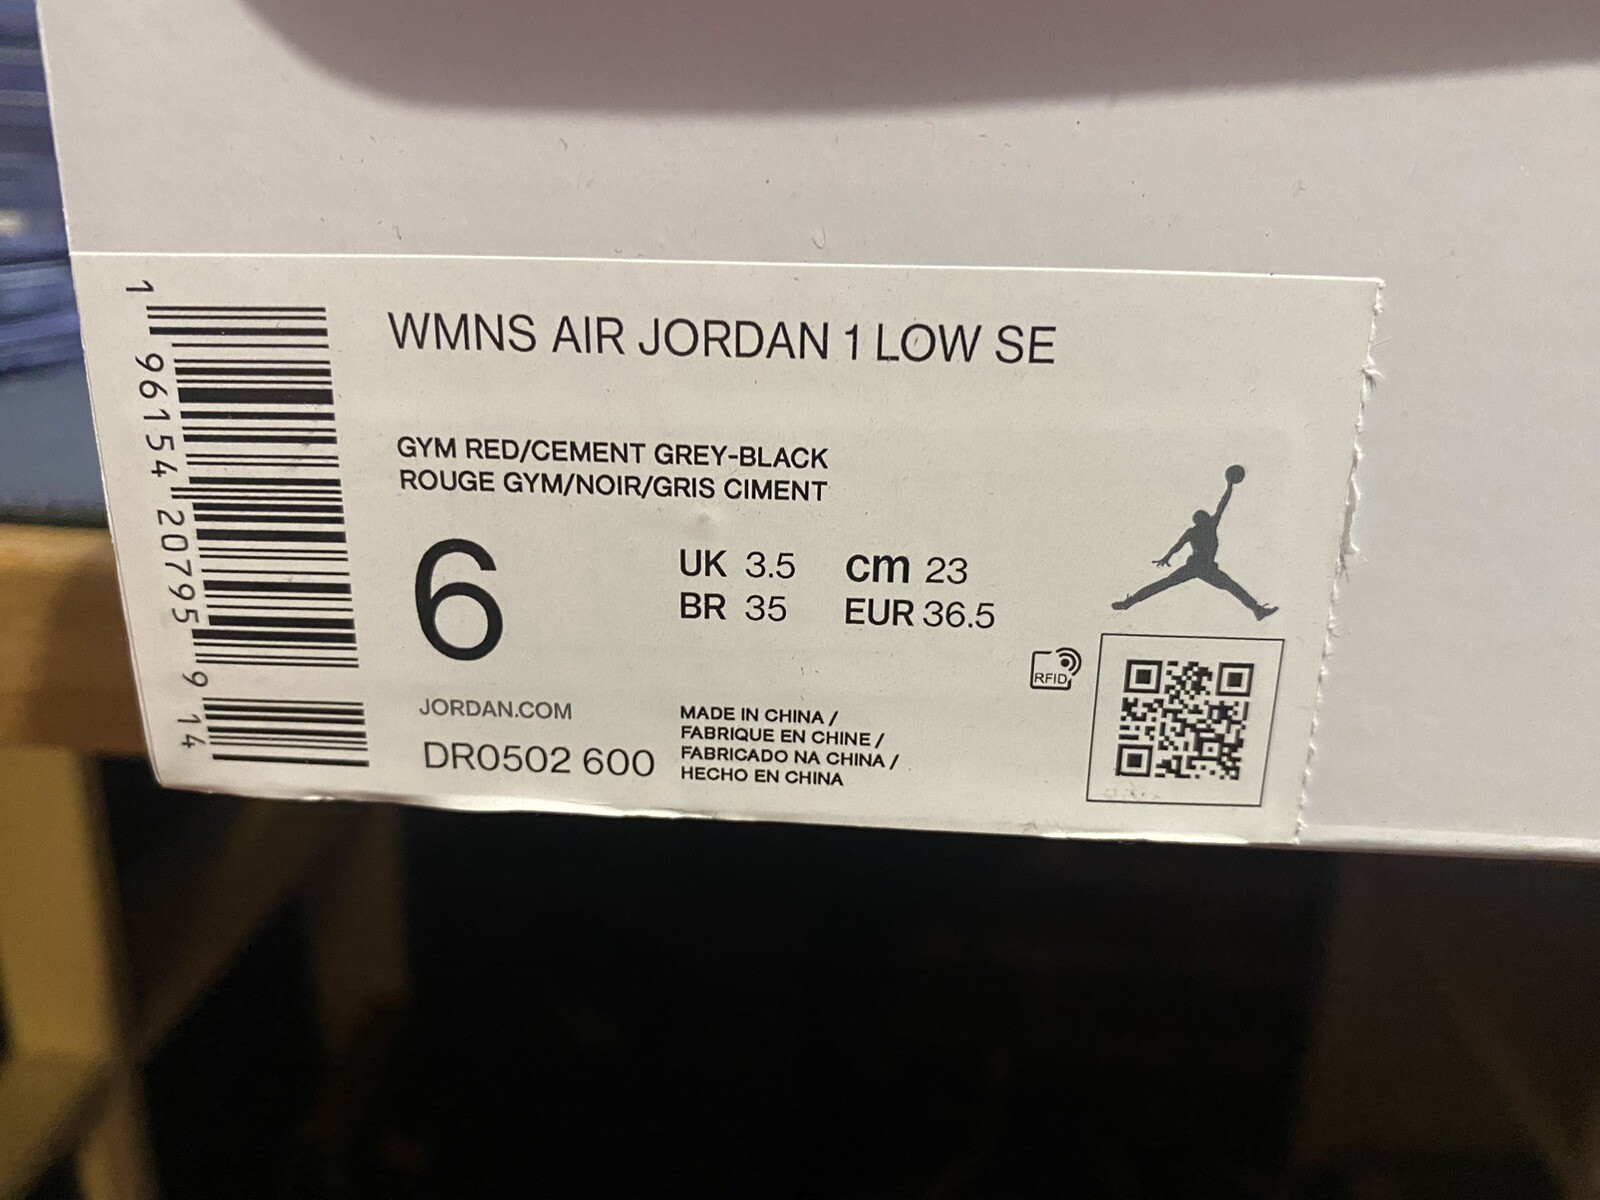 WMNS AIR JORDAN 1 LOW SE
GYM RED/CEMENT GREY-BLACK
ROUGE GYM/NOIR/GRIS CIMENT
6
UK 3.5 cm 23
BR 35 EUR 36.5
RFID
JORDAN.COM
DR0502 600
MADE IN CHINA /
FABRIQUE EN CHINE /
FABRICADO NA CHINA /
HECHO EN CHINA
1 96154 20795 9 14